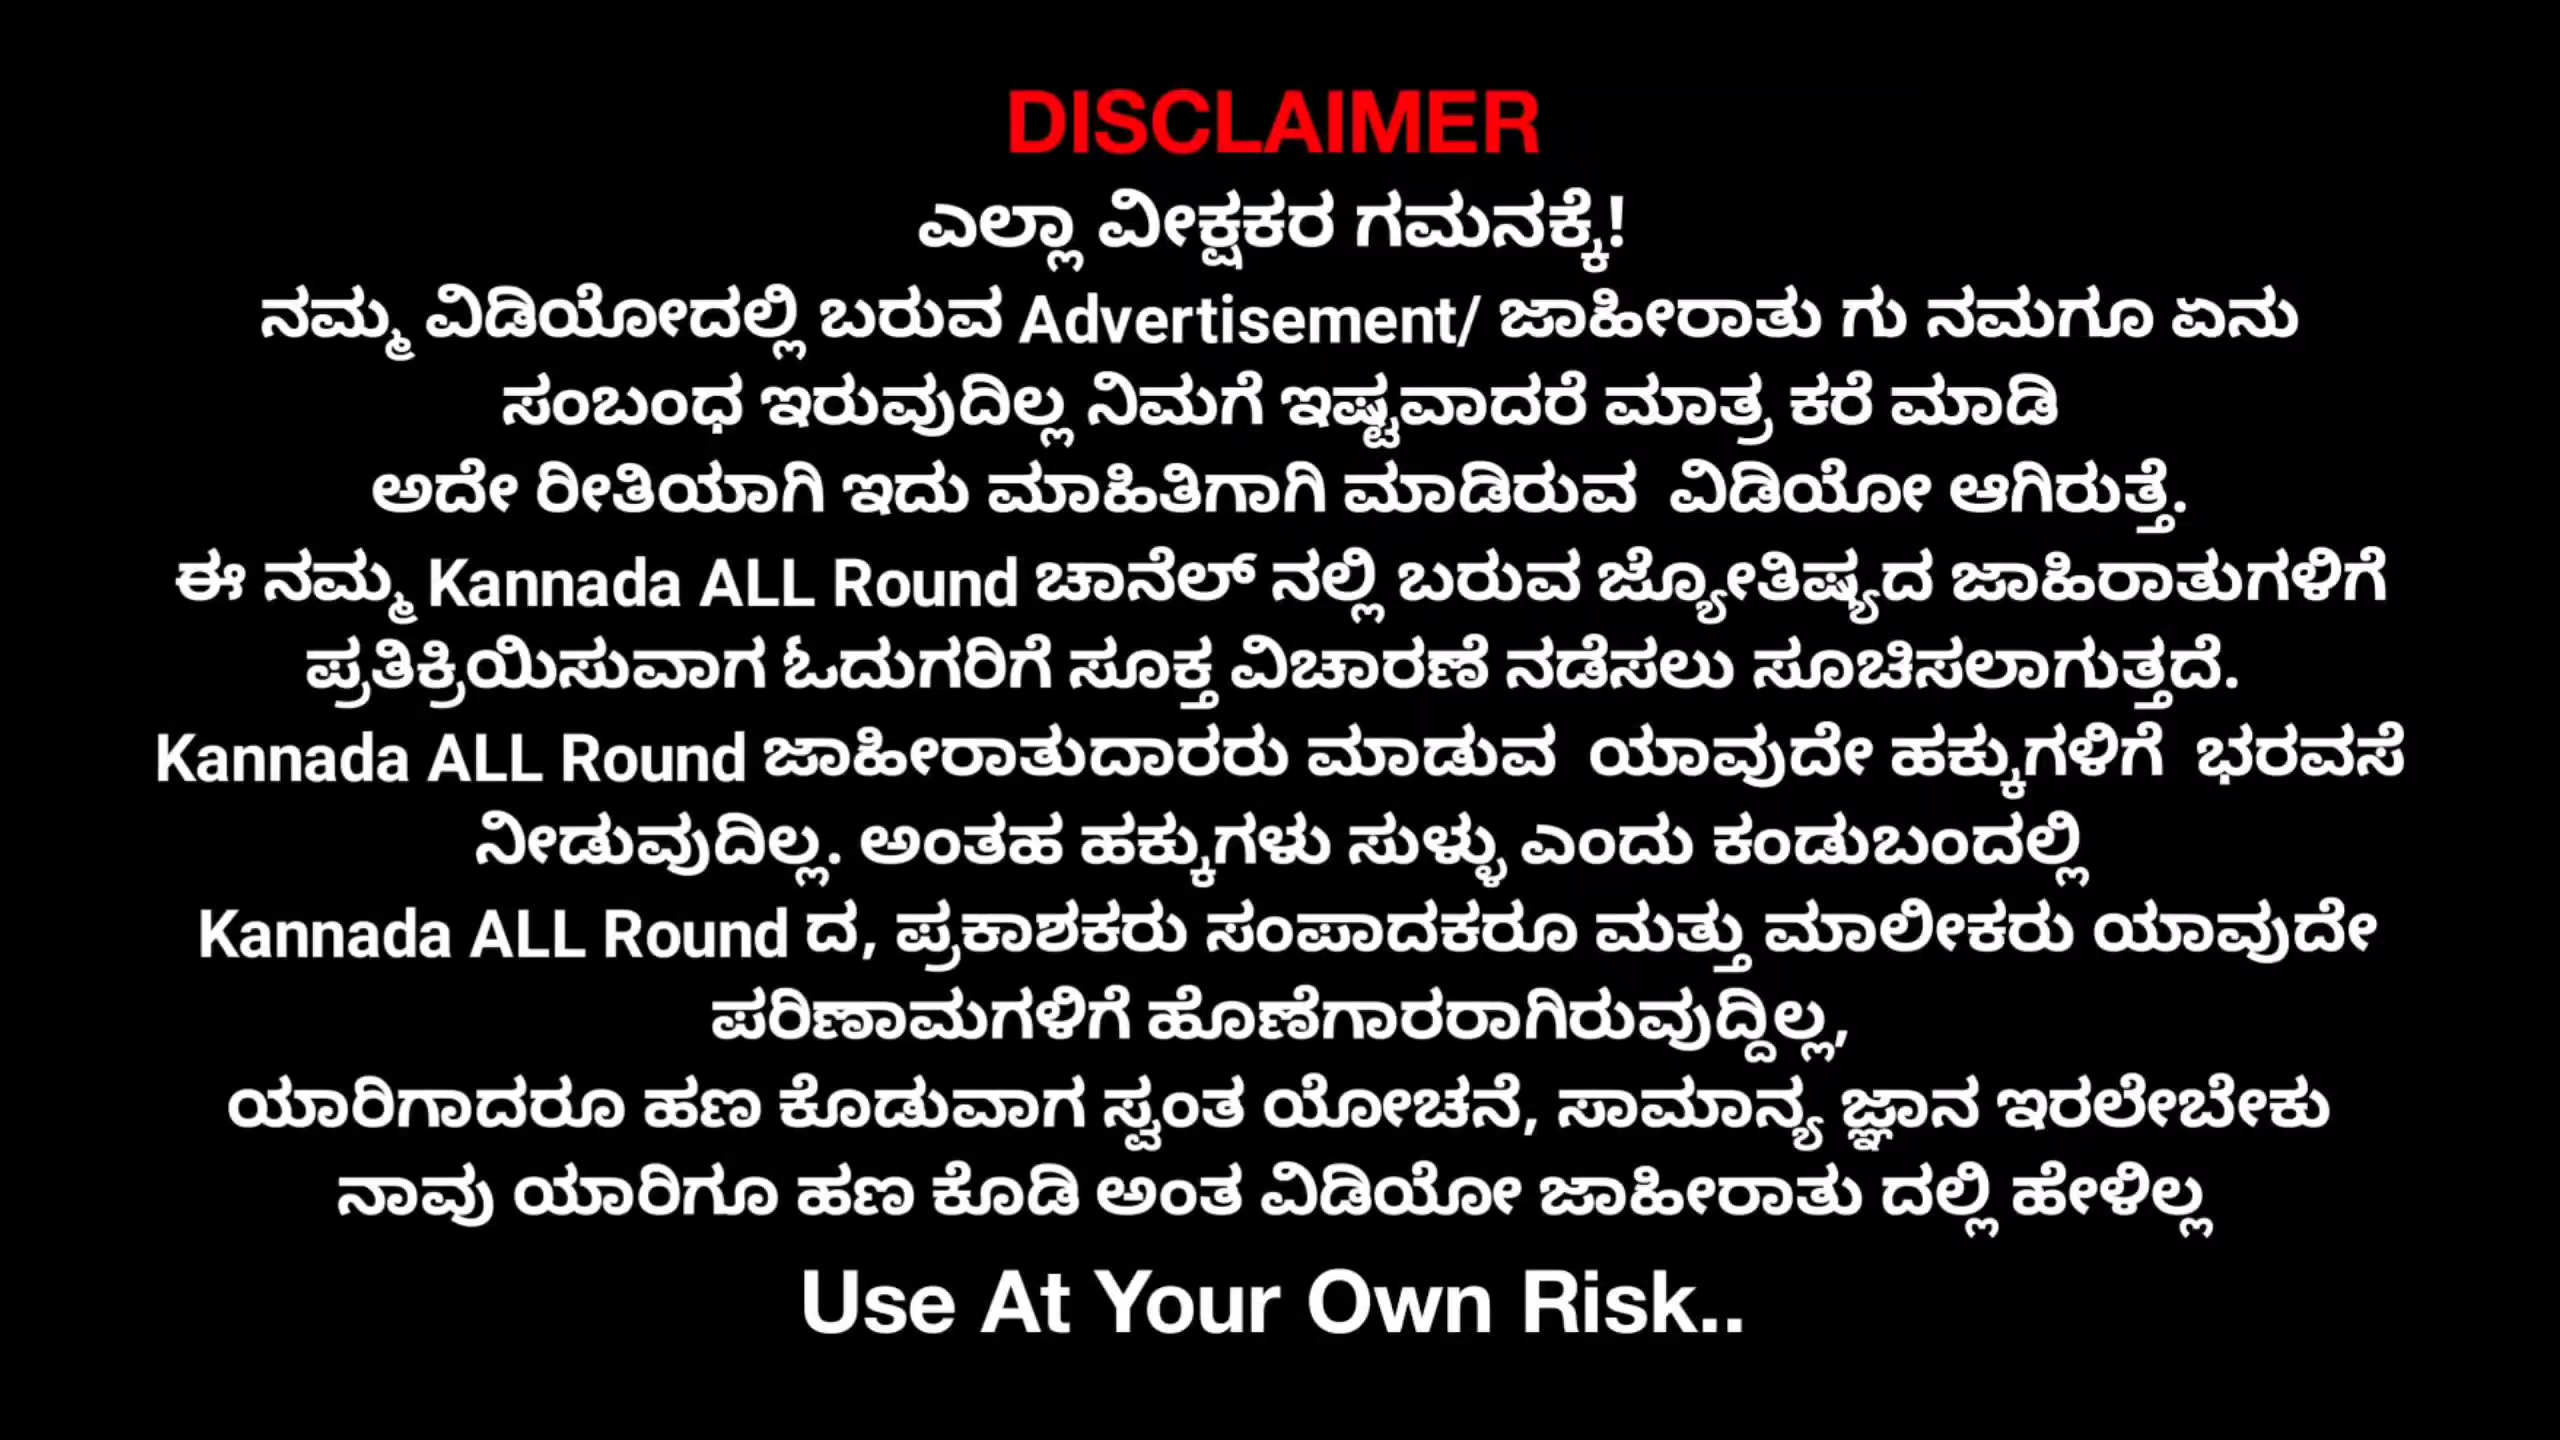 DISCLAIMER
ಎಲ್ಲಾ ವೀಕ್ಷಕರ ಗಮನಕ್ಕೆ!
ನಮ್ಮ ವಿಡಿಯೋದಲ್ಲಿ ಬರುವ Advertisement/ ಜಾಹೀರಾತು ಗು ನಮಗೂ ಏನು
ಸಂಬಂಧ ಇರುವುದಿಲ್ಲ ನಿಮಗೆ ಇಷ್ಟವಾದರೆ ಮಾತ್ರ ಕರೆ ಮಾಡಿ
ಅದೇ ರೀತಿಯಾಗಿ ಇದು ಮಾಹಿತಿಗಾಗಿ ಮಾಡಿರುವ ವಿಡಿಯೋ ಆಗಿರುತ್ತೆ.
ಈ ನಮ್ಮ Kannada ALL Round ಚಾನೆಲ್ ನಲ್ಲಿ ಬರುವ ಜ್ಯೋತಿಷ್ಯದ ಜಾಹಿರಾತುಗಳಿಗೆ
ಪ್ರತಿಕ್ರಿಯಿಸುವಾಗ ಓದುಗರಿಗೆ ಸೂಕ್ತ ವಿಚಾರಣೆ ನಡೆಸಲು ಸೂಚಿಸಲಾಗುತ್ತದೆ.
Kannada ALL Round ಜಾಹೀರಾತುದಾರರು ಮಾಡುವ ಯಾವುದೇ ಹಕ್ಕುಗಳಿಗೆ ಭರವಸೆ
ನೀಡುವುದಿಲ್ಲ. ಅಂತಹ ಹಕ್ಕುಗಳು ಸುಳ್ಳು ಎಂದು ಕಂಡುಬಂದಲ್ಲಿ
Kannada ALL Round ದ, ಪ್ರಕಾಶಕರು ಸಂಪಾದಕರೂ ಮತ್ತು ಮಾಲೀಕರು ಯಾವುದೇ
ಪರಿಣಾಮಗಳಿಗೆ ಹೊಣೆಗಾರರಾಗಿರುವುದ್ದಿಲ್ಲ,
ಯಾರಿಗಾದರೂ ಹಣ ಕೊಡುವಾಗ ಸ್ವಂತ ಯೋಚನೆ, ಸಾಮಾನ್ಯ ಜ್ಞಾನ ಇರಲೇಬೇಕು
ನಾವು ಯಾರಿಗೂ ಹಣ ಕೊಡಿ ಅಂತ ವಿಡಿಯೋ ಜಾಹೀರಾತು ದಲ್ಲಿ ಹೇಳಿಲ್ಲ
Use At Your Own Risk..